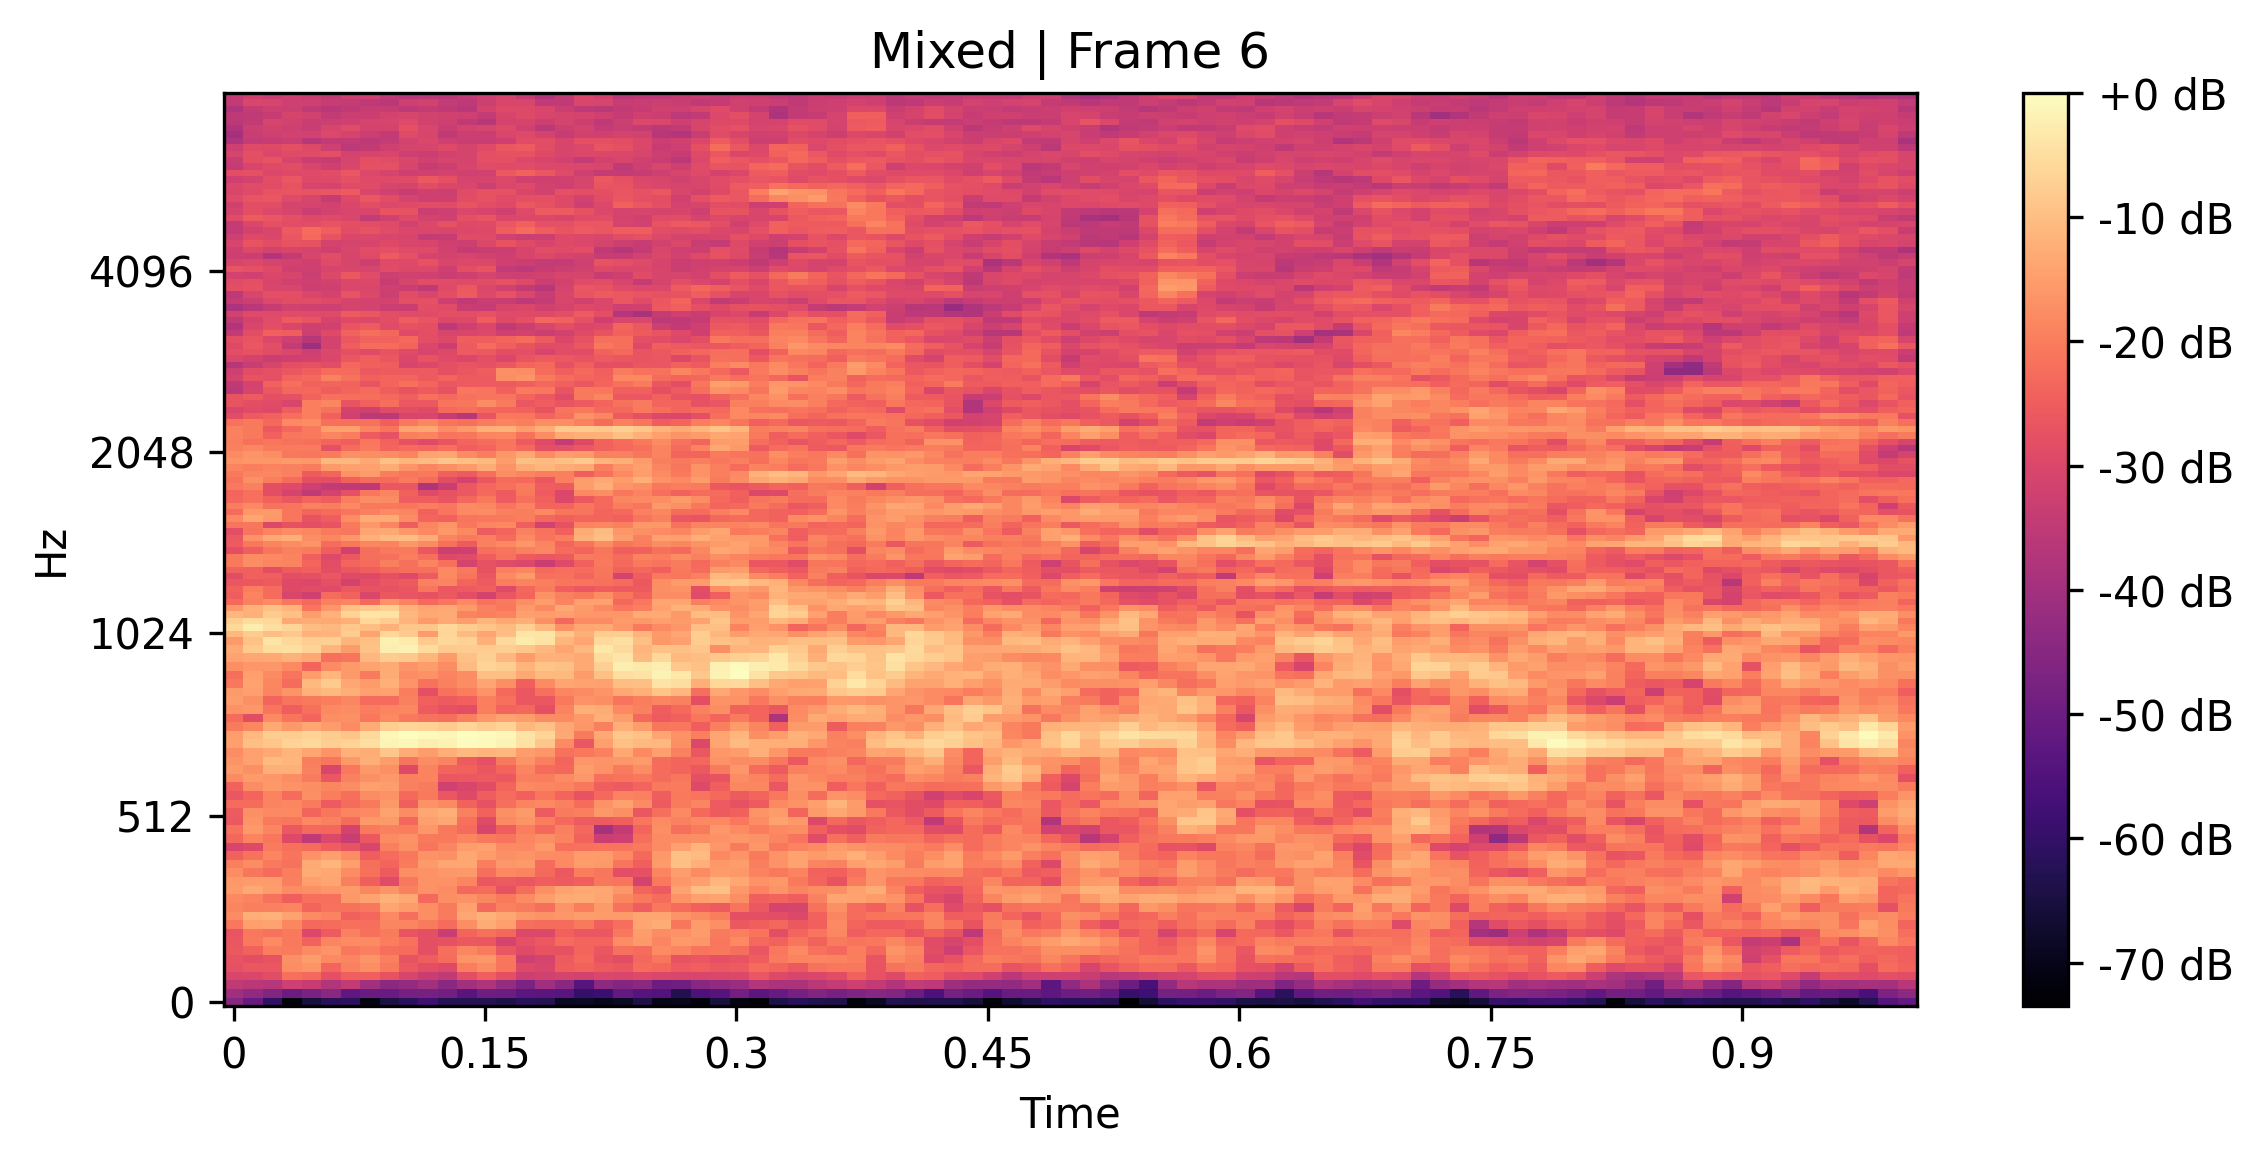 Mixed | Frame 6
+0 dB
-10 dB
-20 dB
-30 dB
-40 dB
-50 dB
-60 dB
-70 dB
Hz
4096
2048
1024
512
0
0 0.15 0.3 0.45 0.6 0.75 0.9
Time